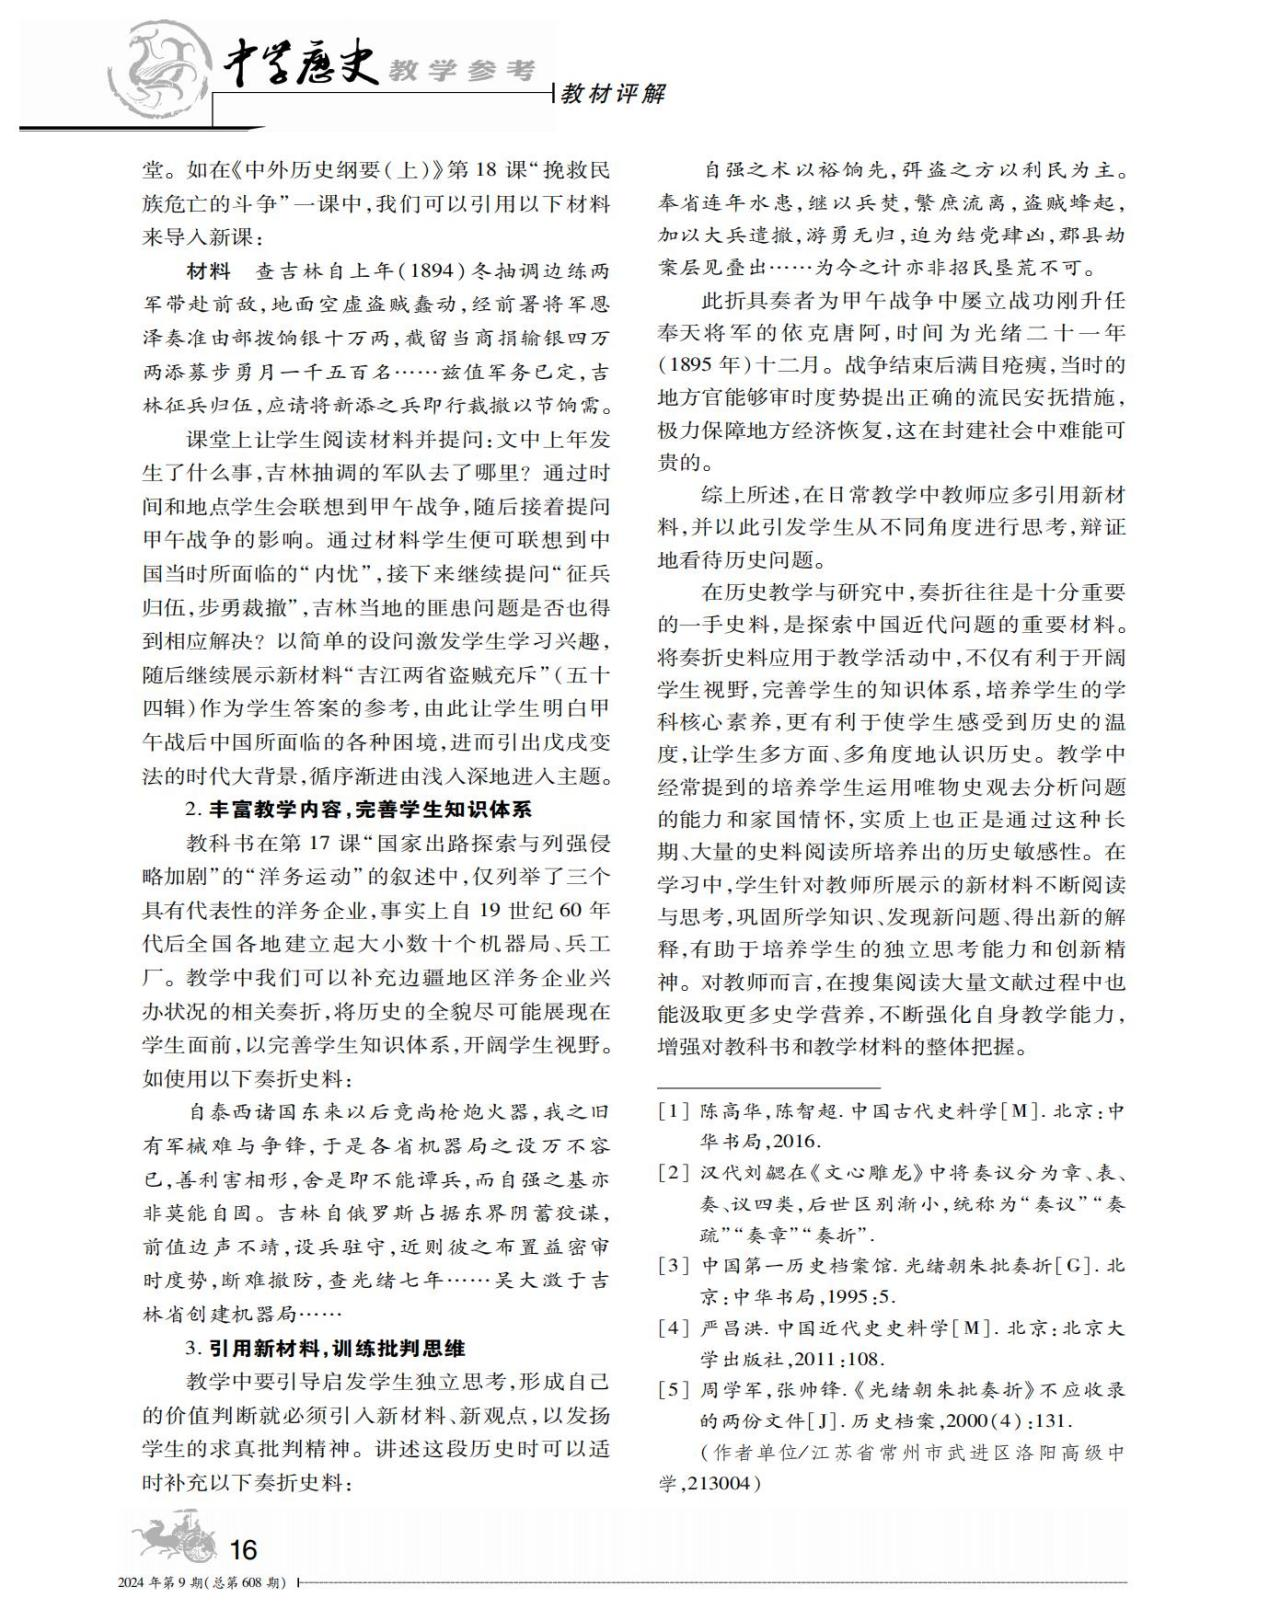 中学历史教学参考
教材评解
堂。如在《中外历史纲要(上)》第 18 课“挽救民
族危亡的斗争”一课中,我们可以引用以下材料
来导入新课:
材料 查吉林自上年(1894)冬抽调边练两
军带赴前敌,地面空虚盗贼蠢动,经前署将军恩
泽奏准由部拨饷银十万两,截留当商捐输银四万
两添募步勇月一千五百名……兹值军务已定,吉
林征兵归伍,应请将新添之兵即行裁撤以节饷需。
课堂上让学生阅读材料并提问:文中上年发
生了什么事,吉林抽调的军队去了哪里? 通过时
间和地点学生会联想到甲午战争,随后接着提问
甲午战争的影响。通过材料学生便可联想到中
国当时所面临的“内忧”,接下来继续提问“征兵
归伍,步勇裁撤”,吉林当地的匪患问题是否也得
到相应解决? 以简单的设问激发学生学习兴趣,
随后继续展示新材料“吉江两省盗贼充斥”(五十
四辑)作为学生答案的参考,由此让学生明白甲
午战后中国所面临的各种困境,进而引出戊戌变
法的时代大背景,循序渐进由浅入深地进入主题。
2. 丰富教学内容,完善学生知识体系
教科书在第 17 课“国家出路探索与列强侵
略加剧”的“洋务运动”的叙述中,仅列举了三个
具有代表性的洋务企业,事实上自 19 世纪 60 年
代后全国各地建立起大小数十个机器局、兵工
厂。教学中我们可以补充边疆地区洋务企业兴
办状况的相关奏折,将历史的全貌尽可能展现在
学生面前,以完善学生知识体系,开阔学生视野。
如使用以下奏折史料:
自泰西诸国东来以后竞尚枪炮火器,我之旧
有军械难与争锋,于是各省机器局之设万不容
已,善利害相形,舍是即不能谭兵,而自强之基亦
非莫能自固。吉林自俄罗斯占据东界阴蓄狡谋,
前值边声不靖,设兵驻守,近则彼之布置益密审
时度势,断难撤防,查光绪七年……吴大澂于吉
林省创建机器局……
3. 引用新材料,训练批判思维
教学中要引导启发学生独立思考,形成自己
的价值判断就必须引入新材料、新观点,以发扬
学生的求真批判精神。讲述这段历史时可以适
时补充以下奏折史料:
自强之术以裕饷先,弭盗之方以利民为主。
奉省连年水患,继以兵焚,繁庶流离,盗贼蜂起,
加以大兵遣撤,游勇无归,迫为结党肆凶,郡县劫
案层见叠出……为今之计亦非招民垦荒不可。
此折具奏者为甲午战争中屡立战功刚升任
奉天将军的依克唐阿,时间为光绪二十一年
(1895 年)十二月。战争结束后满目疮痍,当时的
地方官能够审时度势提出正确的流民安抚措施,
极力保障地方经济恢复,这在封建社会中难能可
贵的。
综上所述,在日常教学中教师应多引用新材
料,并以此引发学生从不同角度进行思考,辩证
地看待历史问题。
在历史教学与研究中,奏折往往是十分重要
的一手史料,是探索中国近代问题的重要材料。
将奏折史料应用于教学活动中,不仅有利于开阔
学生视野,完善学生的知识体系,培养学生的学
科核心素养,更有利于使学生感受到历史的温
度,让学生多方面、多角度地认识历史。教学中
经常提到的培养学生运用唯物史观去分析问题
的能力和家国情怀,实质上也正是通过这种长
期、大量的史料阅读所培养出的历史敏感性。在
学习中,学生针对教师所展示的新材料不断阅读
与思考,巩固所学知识、发现新问题、得出新的解
释,有助于培养学生的独立思考能力和创新精
神。对教师而言,在搜集阅读大量文献过程中也
能汲取更多史学营养,不断强化自身教学能力,
增强对教科书和教学材料的整体把握。
[1] 陈高华,陈智超. 中国古代史料学[M]. 北京:中
华书局,2016.
[2] 汉代刘勰在《文心雕龙》中将奏议分为章、表、
奏、议四类,后世区别渐小,统称为“奏议”“奏
疏”“奏章”“奏折”.
[3] 中国第一历史档案馆. 光绪朝朱批奏折[G]. 北
京:中华书局,1995:5.
[4] 严昌洪. 中国近代史史料学[M]. 北京:北京大
学出版社,2011:108.
[5] 周学军,张帅锋.《光绪朝朱批奏折》不应收录
的两份文件[J]. 历史档案,2000(4):131.
(作者单位/江苏省常州市武进区洛阳高级中
学,213004)
16
2024 年第 9 期(总第 608 期)